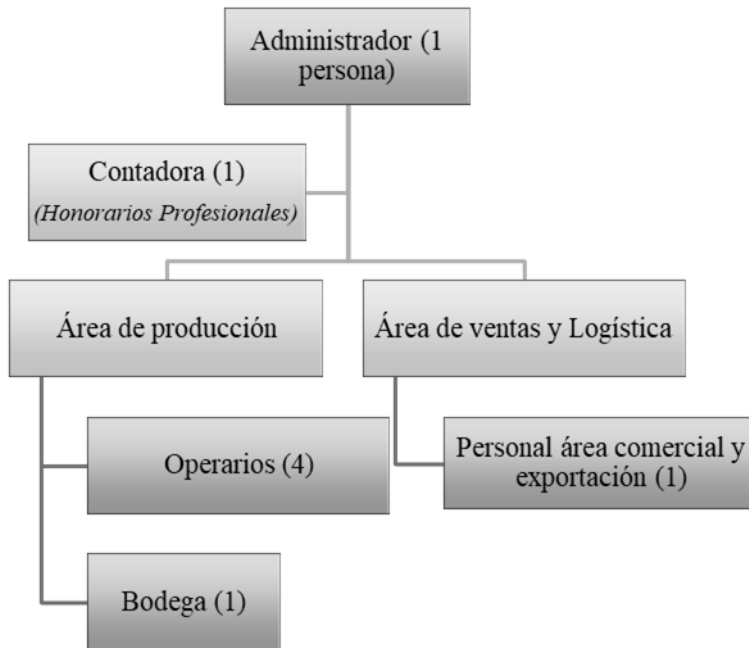 Administrador (1
persona)
Contadora (1)
(Honorarios Profesionales)
Área de producción
Área de ventas y Logística
Operarios (4)
Personal área comercial y
exportación (1)
Bodega (1)